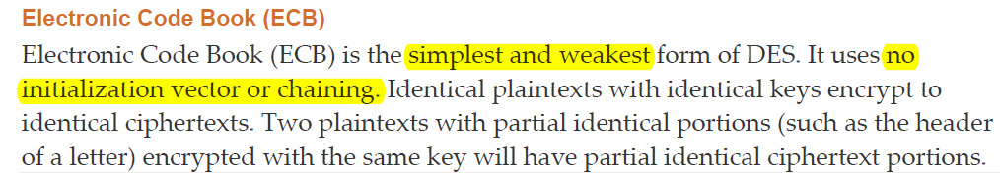 Electronic Code Book (ECB)
Electronic Code Book (ECB) is the simplest and weakest form of DES. It uses no
initialization vector or chaining. Identical plaintexts with identical keys encrypt to
identical ciphertexts. Two plaintexts with partial identical portions (such as the header
of a letter) encrypted with the same key will have partial identical ciphertext portions.